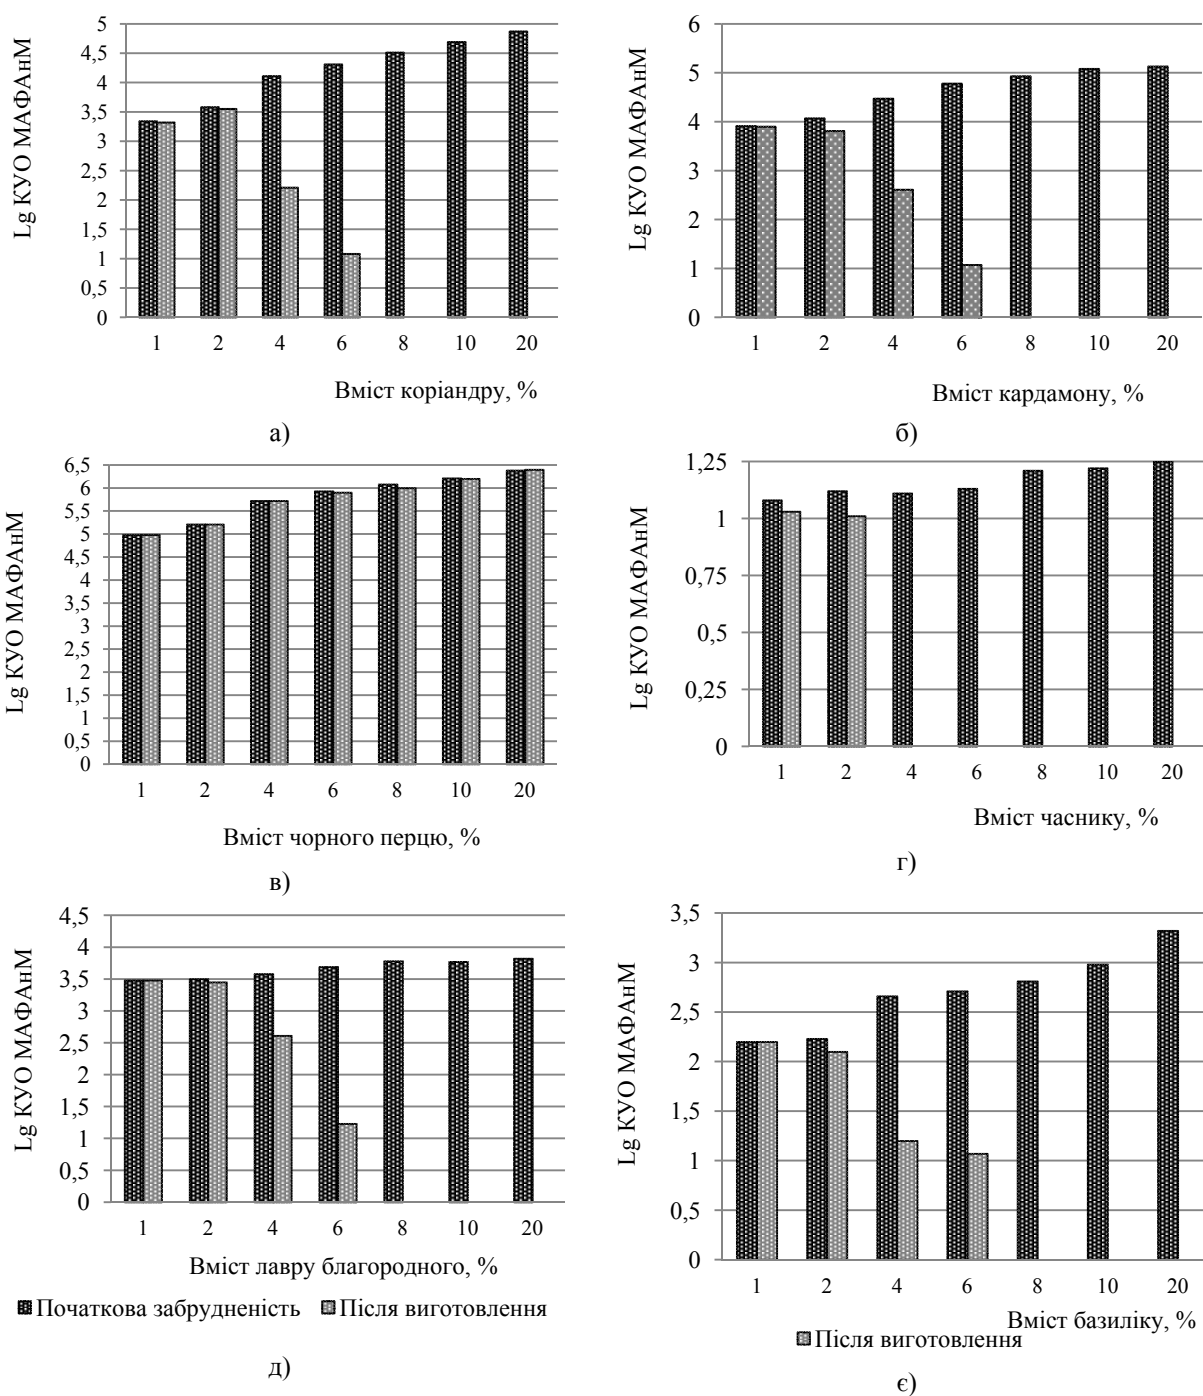 5
4,5
4
3,5
3
2,5
2
1,5
1
0,5
0
Lg КУО МАФАнМ
1 2 4 6 8 10 20
Вміст коріандру, %
а)
6
5
4
3
2
1
0
Lg КУО МАФАнМ
1 2 4 6 8 10 20
Вміст кардамону, %
б)
6,5
6
5,5
5
4,5
4
3,5
3
2,5
2
1,5
1
0,5
0
Lg КУО МАФАнМ
1 2 4 6 8 10 20
Вміст чорного перцю, %
в)
1,25
1
0,75
0,5
0,25
0
Lg КУО МАФАнМ
1 2 4 6 8 10 20
Вміст часнику, %
г)
4,5
4
3,5
3
2,5
2
1,5
1
0,5
0
Lg КУО МАФАнМ
1 2 4 6 8 10 20
Вміст лавру благородного, %
Початкова забрудненість Після виготовлення
д)
3,5
3
2,5
2
1,5
1
0,5
0
Lg КУО МАФАнМ
1 2 4 6 8 10 20
Вміст базиліку, %
Після виготовлення
є)